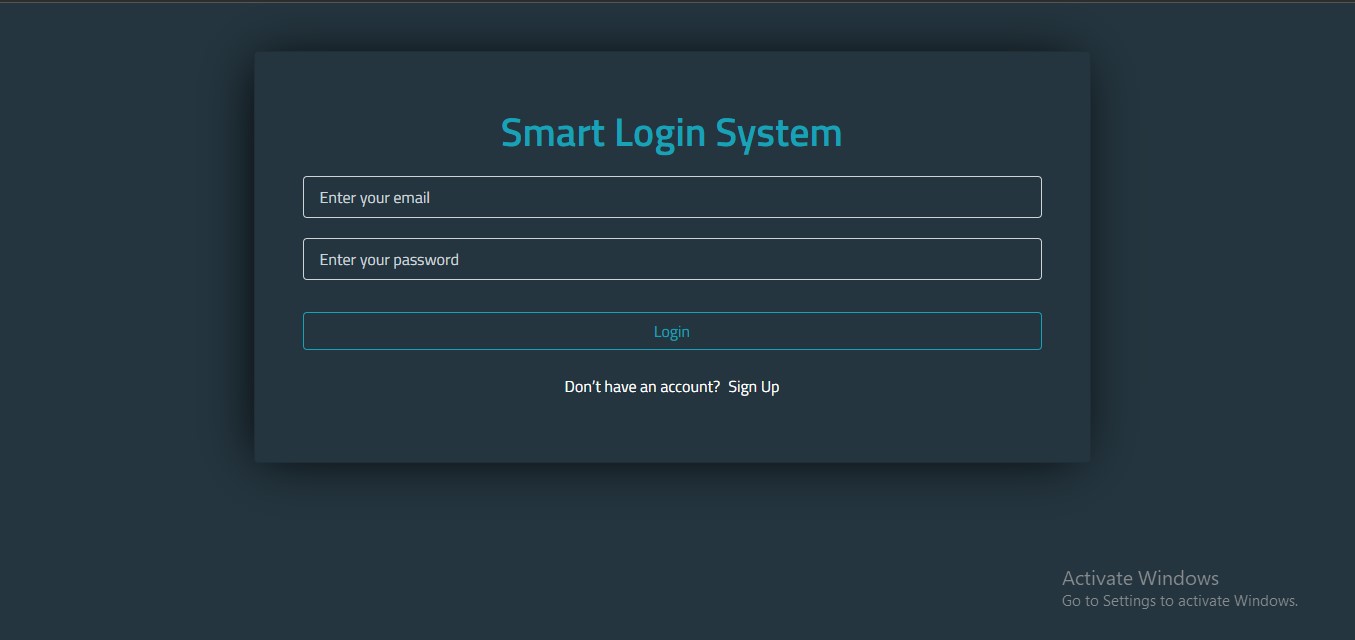 Smart Login System
Enter your email
Enter your password
Login
Don’t have an account? Sign Up
Activate Windows
Go to Settings to activate Windows.